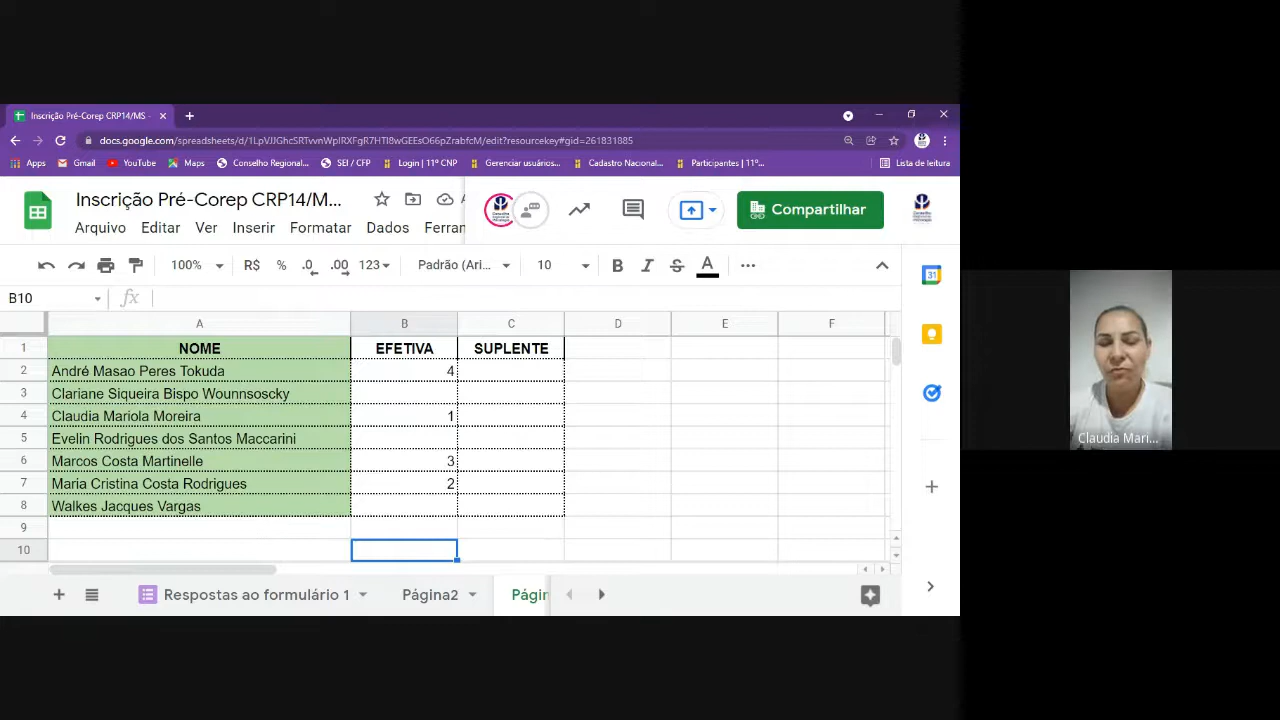 Inscrição Pré-Corep CRP14/MS -
docs.google.com/spreadsheets/d/1LpVJJGhcSRTvvnWpIRXFgR7HTl8wGEEsO66pZrabfcM/edit?resourcekey#gid=261831885
Apps Gmail YouTube Maps Conselho Regional... SEI / CFP Login | 11º CNP Gerenciar usuários... Cadastro Nacional... Participantes | 11º... Lista de leitura
Inscrição Pré-Corep CRP14/M...
Compartilhar
Arquivo Editar Ver Inserir Formatar Dados Ferrar
100% R$ % .0 .00 123 Padrão (Ari... 10 B I S A
31
B10 fx
A B C D E F
1 NOME EFETIVA SUPLENTE
2 André Masao Peres Tokuda 4
3 Clariane Siqueira Bispo Wounnsoscky
4 Claudia Mariola Moreira 1
5 Evelin Rodrigues dos Santos Maccarini
6 Marcos Costa Martinelle 3
7 Maria Cristina Costa Rodrigues 2
8 Walkes Jacques Vargas
9
10
Respostas ao formulário 1 Página2 Págir
Claudia Mari...